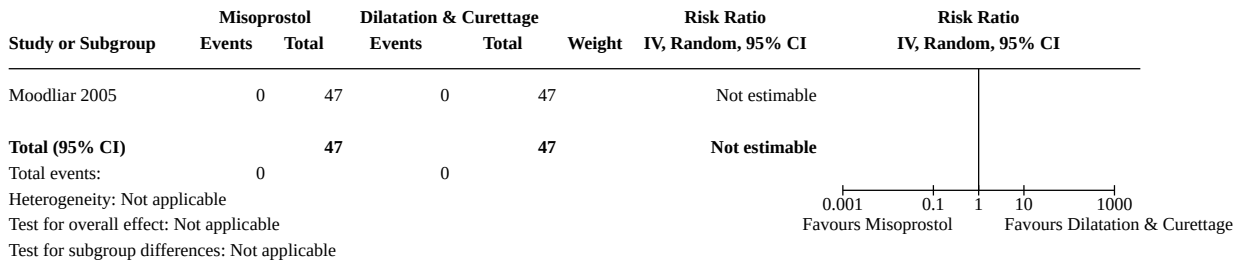 Misoprostol Dilatation & Curettage Risk Ratio Risk Ratio
Study or Subgroup Events Total Events Total Weight IV, Random, 95% CI IV, Random, 95% CI
Moodliar 2005 0 47 0 47 Not estimable
Total (95% CI) 47 47 Not estimable
Total events: 0 0
Heterogeneity: Not applicable
0.001 0.1 1 10 1000
Test for overall effect: Not applicable Favours Misoprostol Favours Dilatation & Curettage
Test for subgroup differences: Not applicable